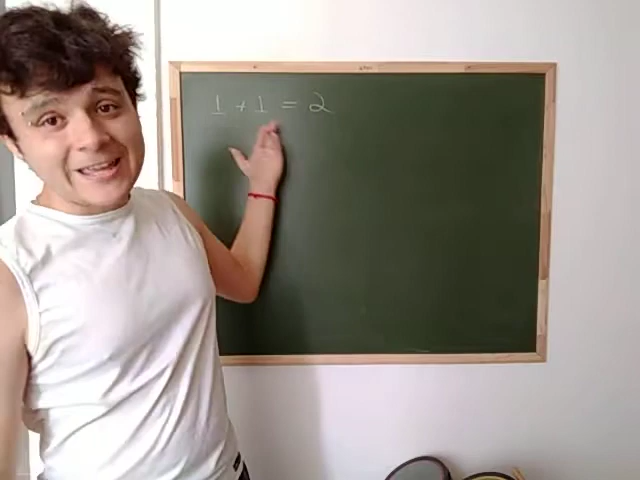 1 + 1 = 2